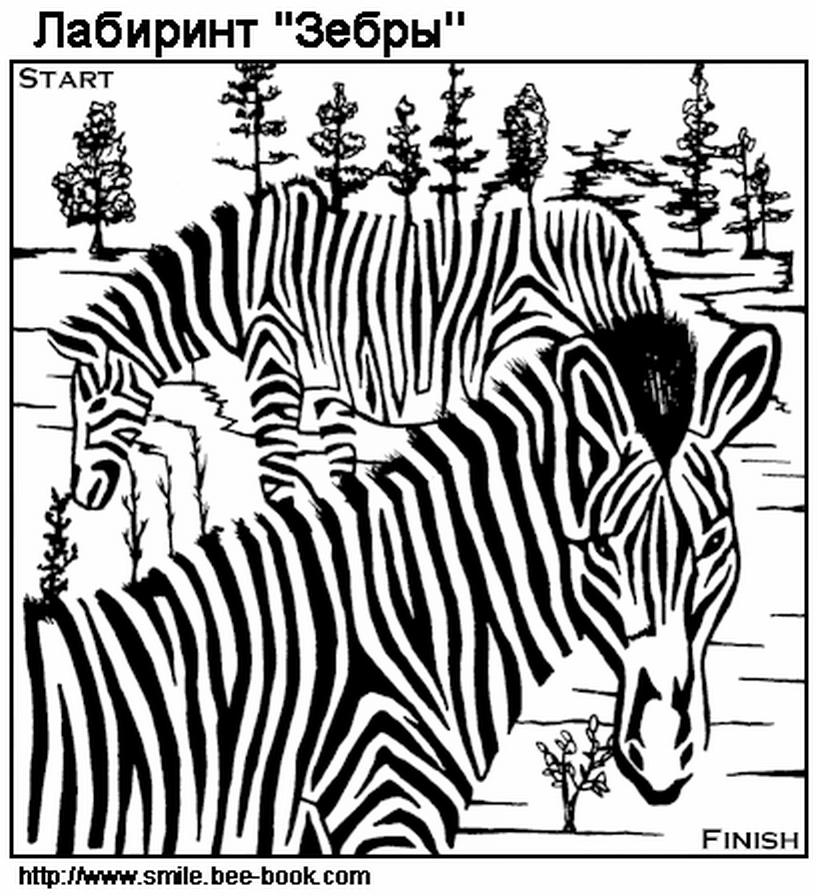 Лабиринт "Зебры"
START
FINISH
http://www.smile.bee-book.com